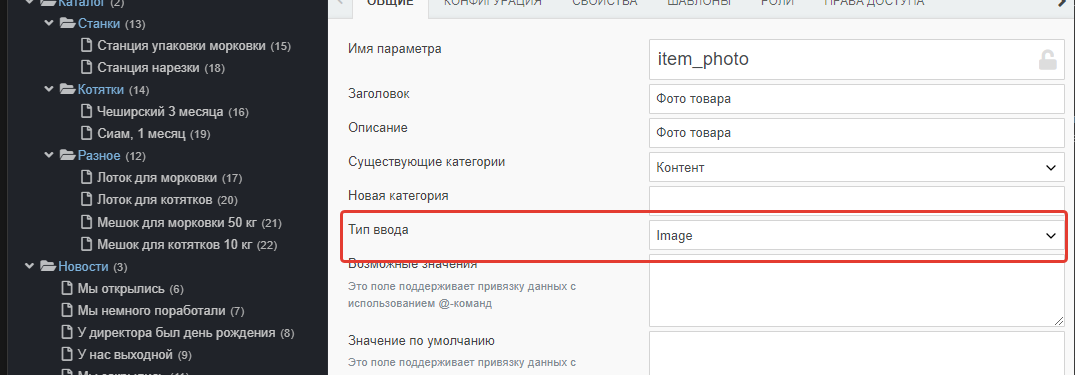 Каталог (2)
Станки (13)
Станция упаковки морковки (15)
Станция нарезки (18)
Котятки (14)
Чеширский 3 месяца (16)
Сиам, 1 месяц (19)
Разное (12)
Лоток для морковки (17)
Лоток для котятков (20)
Мешок для морковки 50 кг (21)
Мешок для котятков 10 кг (22)
Новости (3)
Мы открылись (6)
Мы немного поработали (7)
У директора был день рождения (8)
У нас выходной (9)
Мы закрылись (11)
ОБЩИЕ КОНФИГУРАЦИЯ СВОЙСТВА ШАБЛОНЫ РОЛИ ПРАВА ДОСТУПА
Имя параметра item_photo
Заголовок Фото товара
Описание Фото товара
Существующие категории Контент
Новая категория
Тип ввода Image
Возможные значения
Это поле поддерживает привязку данных с
использованием @-команд
Значение по умолчанию
Это поле поддерживает привязку данных с